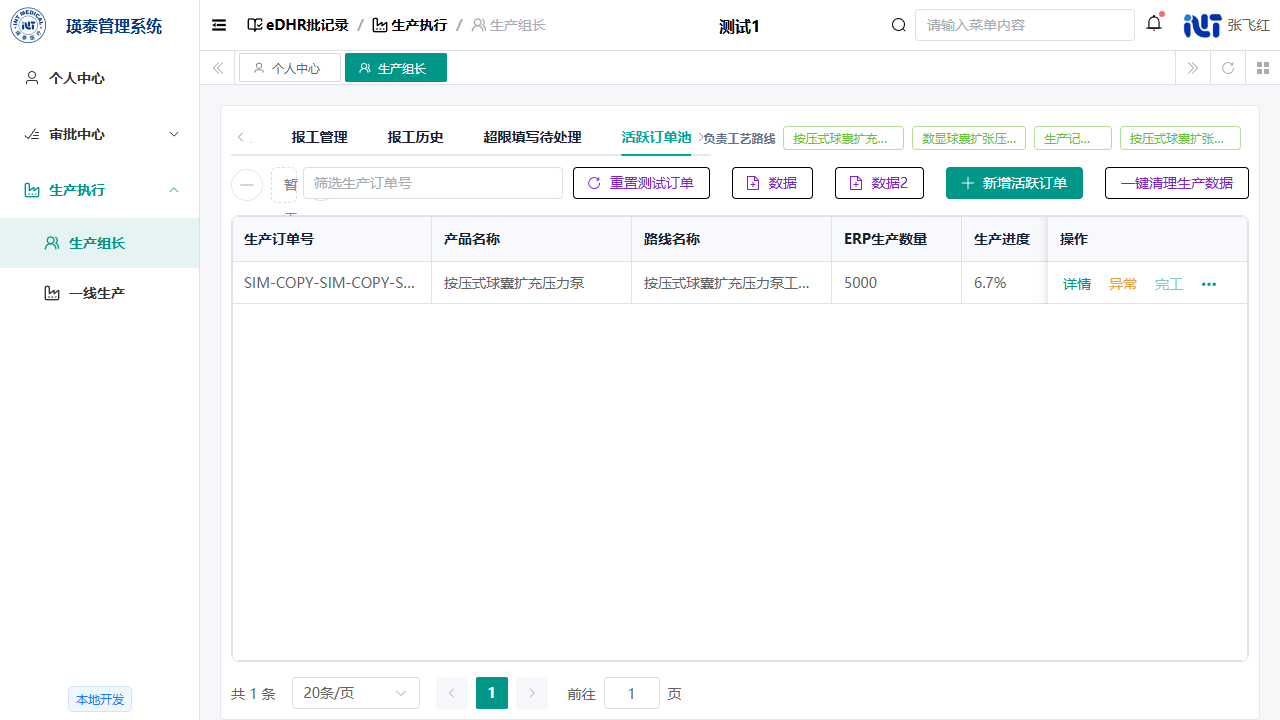 瑛泰管理系统
eDHR批记录 / 生产执行 / 生产组长
测试1
请输入菜单内容
张飞红
个人中心
生产组长
个人中心
审批中心
生产执行
生产组长
一线生产
本地开发
报工管理
报工历史
超限填写待处理
活跃订单池
负责工艺路线
按压式球囊扩充...
数显球囊扩张压...
生产记...
按压式球囊扩张...
暂
筛选生产订单号
重置测试订单
数据
数据2
新增活跃订单
一键清理生产数据
生产订单号 产品名称 路线名称 ERP生产数量 生产进度 操作
SIM-COPY-SIM-COPY-S... 按压式球囊扩充压力泵 按压式球囊扩充压力泵工... 5000 6.7% 详情 异常 完工
共 1 条 20条/页 1 前往 1 页